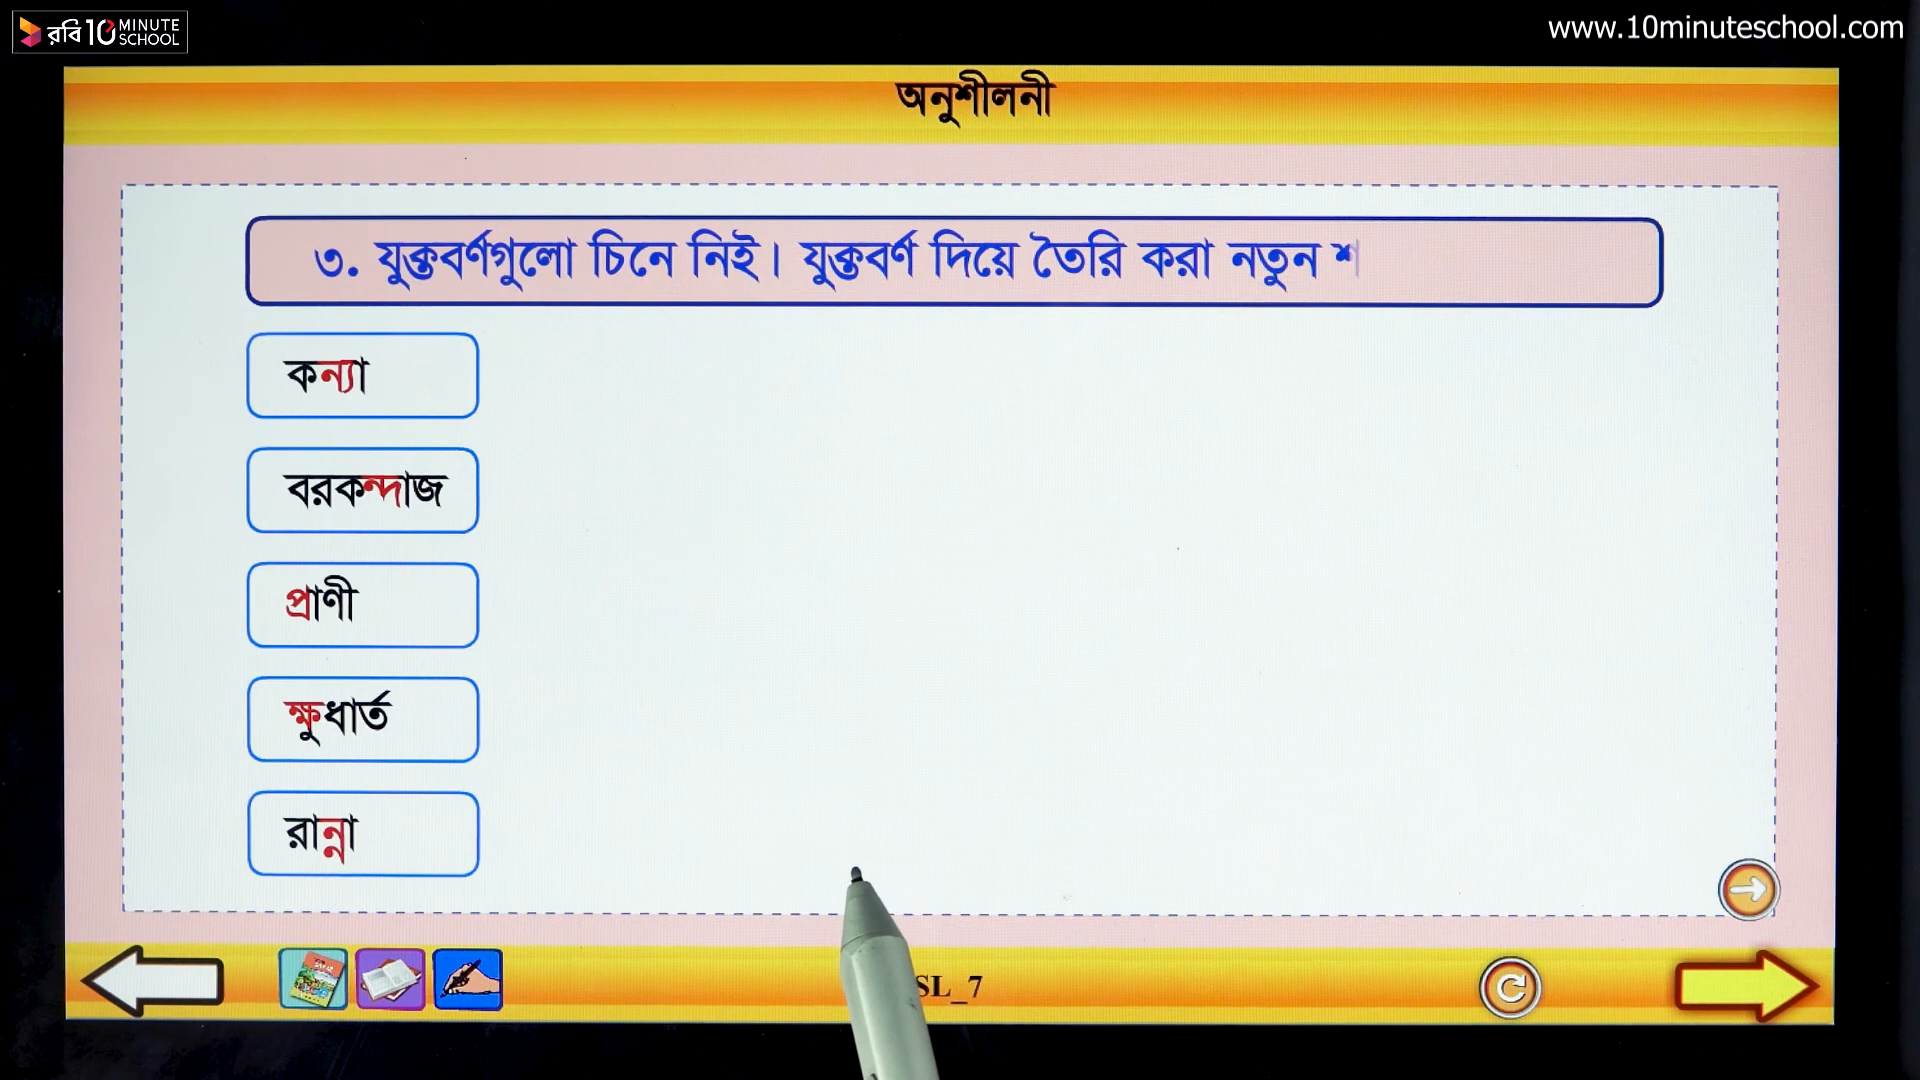 রবি 10 MINUTE SCHOOL
www.10minuteschool.com
অনুশীলনী
৩. যুক্তবর্ণগুলো চিনে নিই। যুক্তবর্ণ দিয়ে তৈরি করা নতুন শ
কন্যা
বরকন্দাজ
প্রাণী
ক্ষুধার্ত
রান্না
SL_7